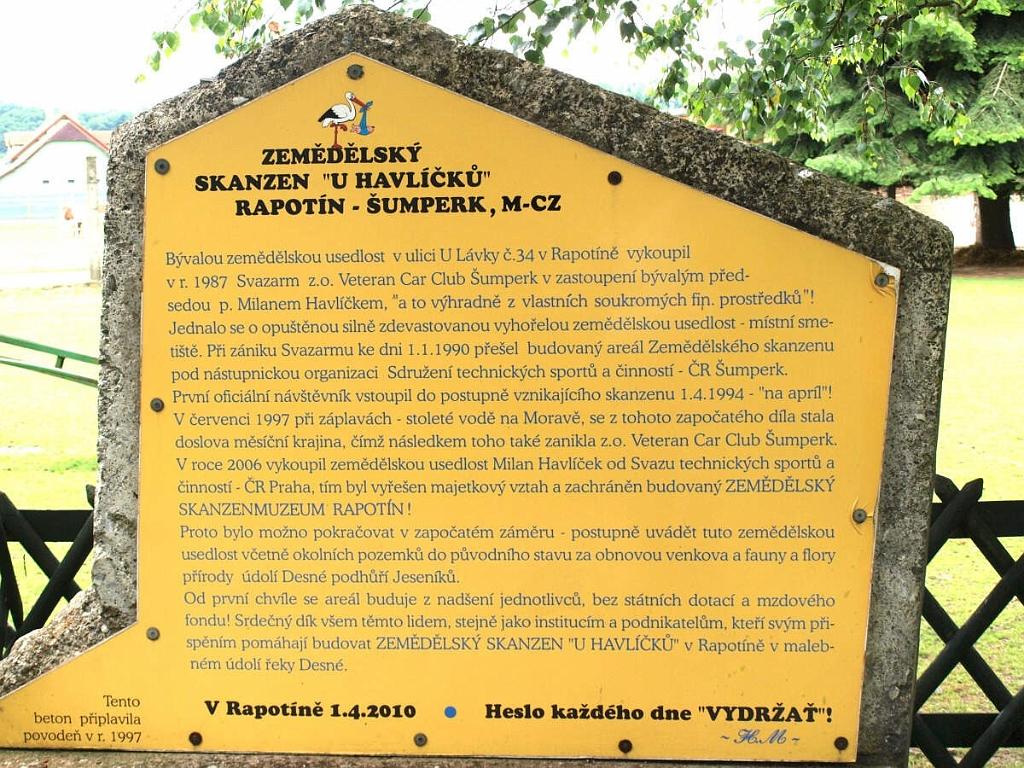 ZEMĚDĚLSKÝ
SKANZEN "U HAVLÍČKŮ"
RAPOTÍN - ŠUMPERK, M-CZ
Bývalou zemědělskou usedlost v ulici U Lávky č.34 v Rapotíně vykoupil
v r. 1987 Svazarm z.o. Veteran Car Club Šumperk v zastoupení bývalým před-
sedou p. Milanem Havlíčkem, "a to výhradně z vlastních soukromých fin. prostředků"!
Jednalo se o opuštěnou silně zdevastovanou vyhořelou zemědělskou usedlost - místní sme-
tiště. Při zániku Svazarmu ke dni 1.1.1990 přešel budovaný areál Zemědělského skanzenu
pod nástupnickou organizaci Sdružení technických sportů a činností - ČR Šumperk.
První oficiální návštěvník vstoupil do postupně vznikajícího skanzenu 1.4.1994 - "na apríl"!
V červenci 1997 při záplavách - stoleté vodě na Moravě, se z tohoto započatého díla stala
doslova měsíční krajina, čímž následkem toho také zanikla z.o. Veteran Car Club Šumperk.
V roce 2006 vykoupil zemědělskou usedlost Milan Havlíček od Svazu technických sportů a
činností - ČR Praha, tím byl vyřešen majetkový vztah a zachráněn budovaný ZEMĚDĚLSKÝ
SKANZENMUZEUM RAPOTÍN!
Proto bylo možno pokračovat v započatém záměru - postupně uvádět tuto zemědělskou
usedlost včetně okolních pozemků do původního stavu za obnovou venkova a fauny a flory
přírody údolí Desné podhůří Jeseníků.
Od první chvíle se areál buduje z nadšení jednotlivců, bez státních dotací a mzdového
fondu! Srdečný dík všem těmto lidem, stejně jako institucím a podnikatelům, kteří svým při-
spěním pomáhají budovat ZEMĚDĚLSKÝ SKANZEN "U HAVLÍČKŮ" v Rapotíně v maleb-
ném údolí řeky Desné.
Tento
beton připlavila
povodeň v r. 1997
V Rapotíně 1.4.2010 • Heslo každého dne "VYDRŽAŤ"!
~ H.M ~